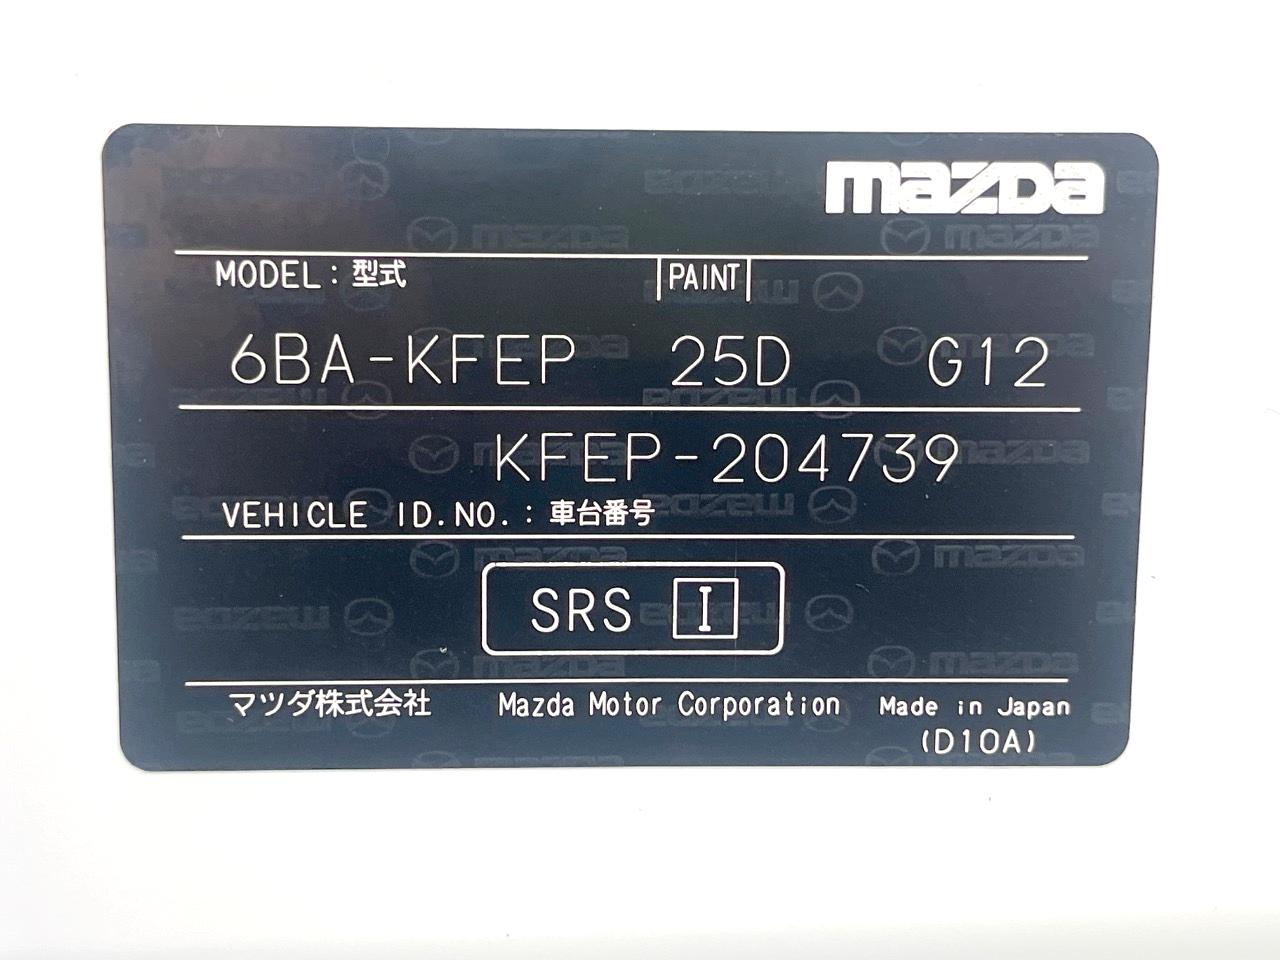 mazda
MODEL：型式 PAINT
6BA-KFEP 25D G12
KFEP-204739
VEHICLE ID.NO.：車台番号
SRS I
マツダ株式会社 Mazda Motor Corporation Made in Japan
(D10A)